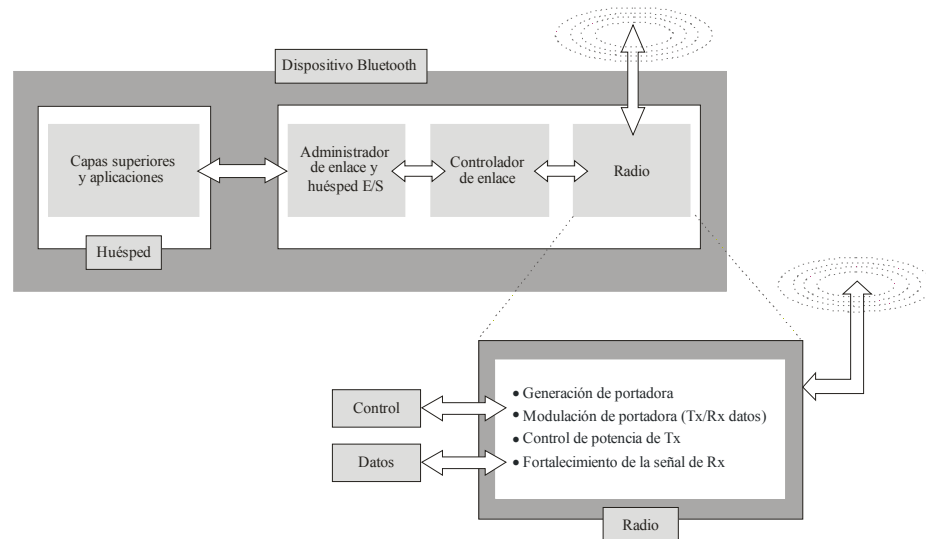 Dispositivo Bluetooth
Capas superiores
y aplicaciones
Huésped
Administrador
de enlace y
huésped E/S
Controlador
de enlace
Radio
Control
Datos
• Generación de portadora
• Modulación de portadora (Tx/Rx datos)
• Control de potencia de Tx
• Fortalecimiento de la señal de Rx
Radio